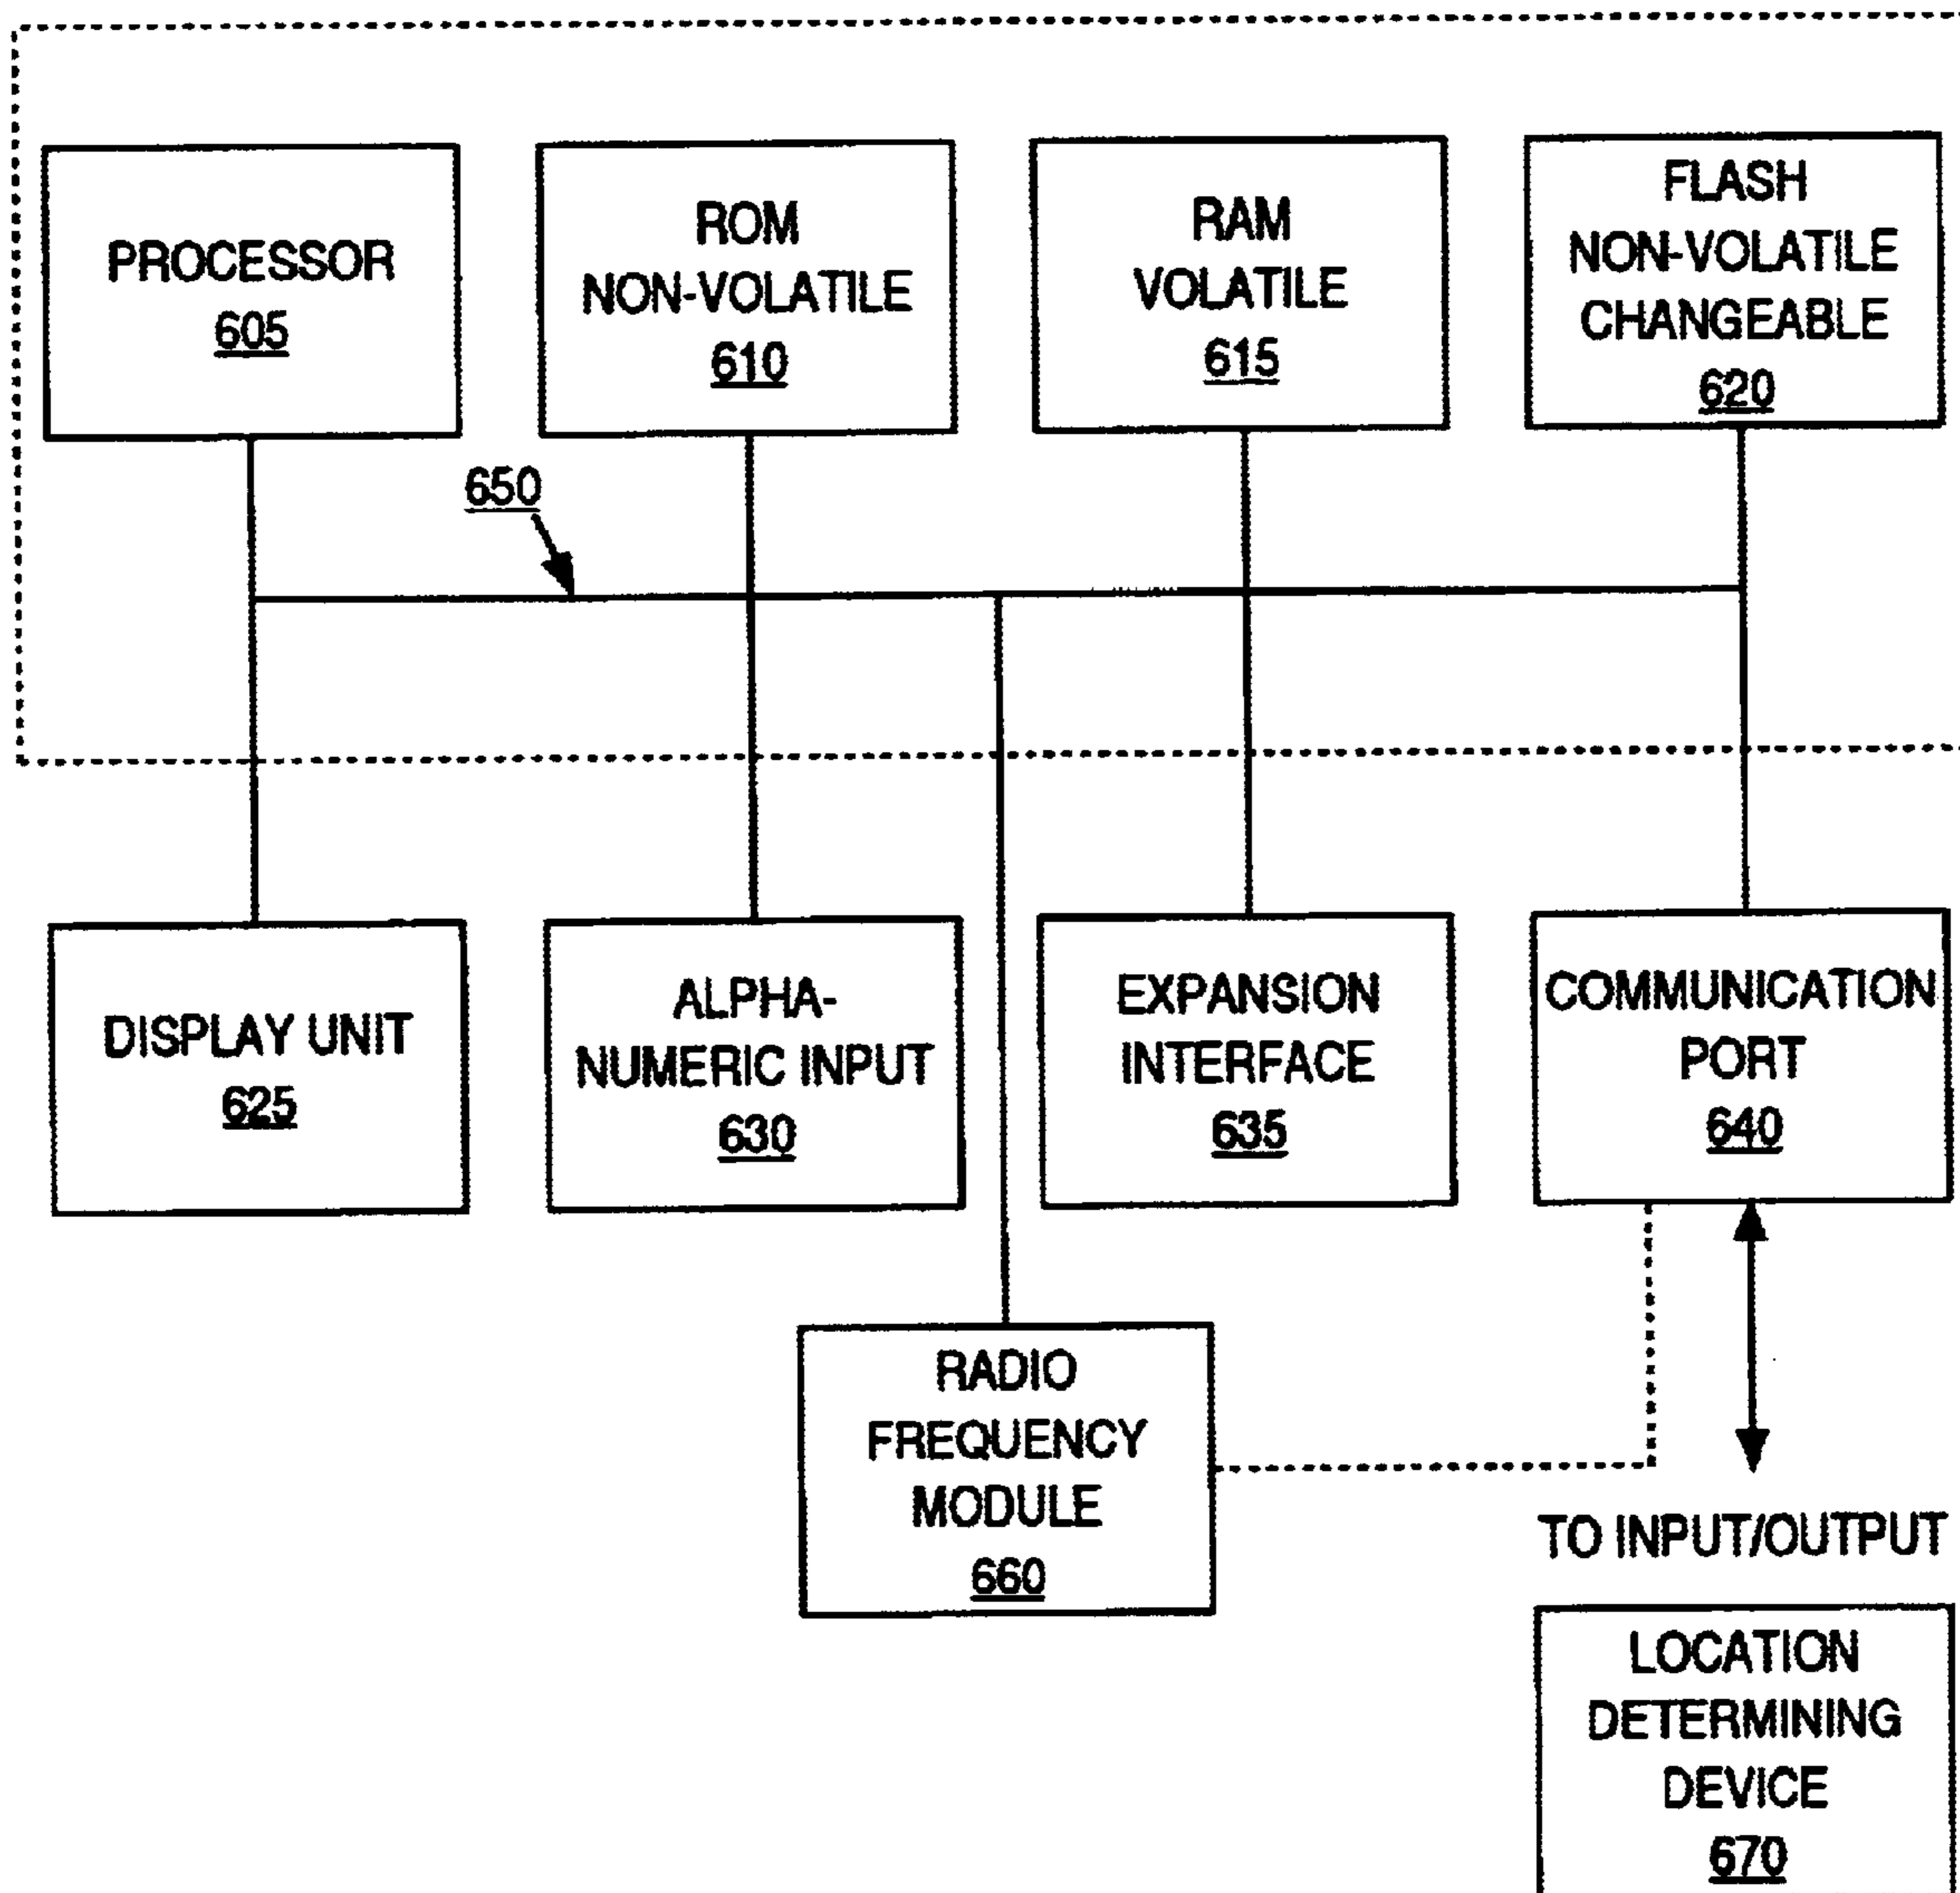 PROCESSOR
605
ROM
NON-VOLATILE
610
RAM
VOLATILE
615
FLASH
NON-VOLATILE
CHANGEABLE
620
650
DISPLAY UNIT
625
ALPHA-
NUMERIC INPUT
630
EXPANSION
INTERFACE
635
COMMUNICATION
PORT
640
RADIO
FREQUENCY
MODULE
660
TO INPUT/OUTPUT
LOCATION
DETERMINING
DEVICE
670